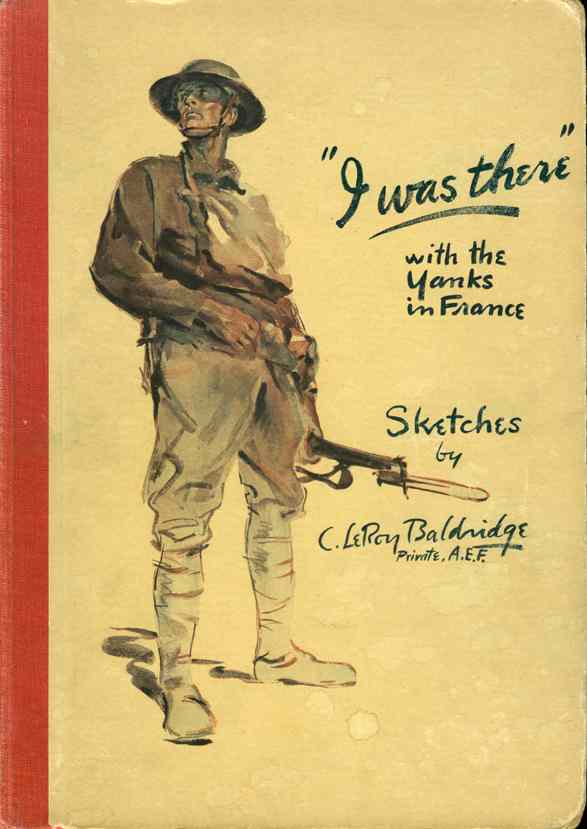 "I was there"
with the
Yanks
in France
Sketches
by
C. LeRoy Baldridge
Private, A.E.F.